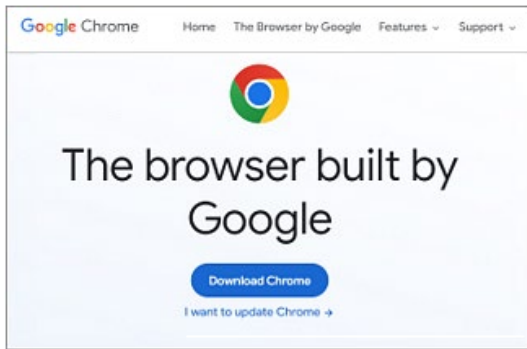 Google Chrome Home The Browser by Google Features Support
The browser built by
Google
Download Chrome
I want to update Chrome →